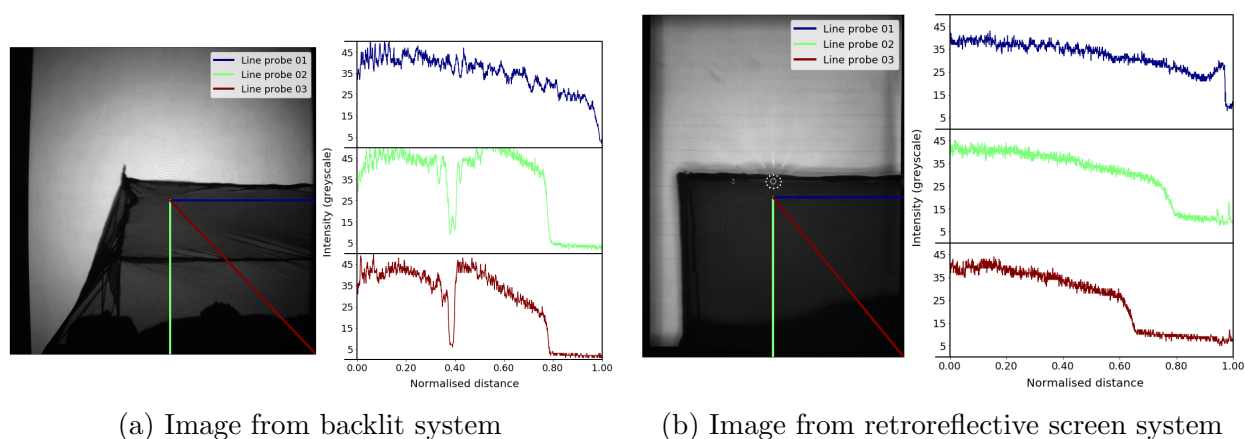 Line probe 01
Line probe 02
Line probe 03
Intensity (greyscale)
45
35
25
15
5
45
35
25
15
5
45
35
25
15
5
0.00 0.20 0.40 0.60 0.80 1.00
Normalised distance
(a) Image from backlit system
Line probe 01
Line probe 02
Line probe 03
Intensity (greyscale)
45
35
25
15
5
45
35
25
15
5
45
35
25
15
5
0.00 0.20 0.40 0.60 0.80 1.00
Normalised distance
(b) Image from retroreflective screen system